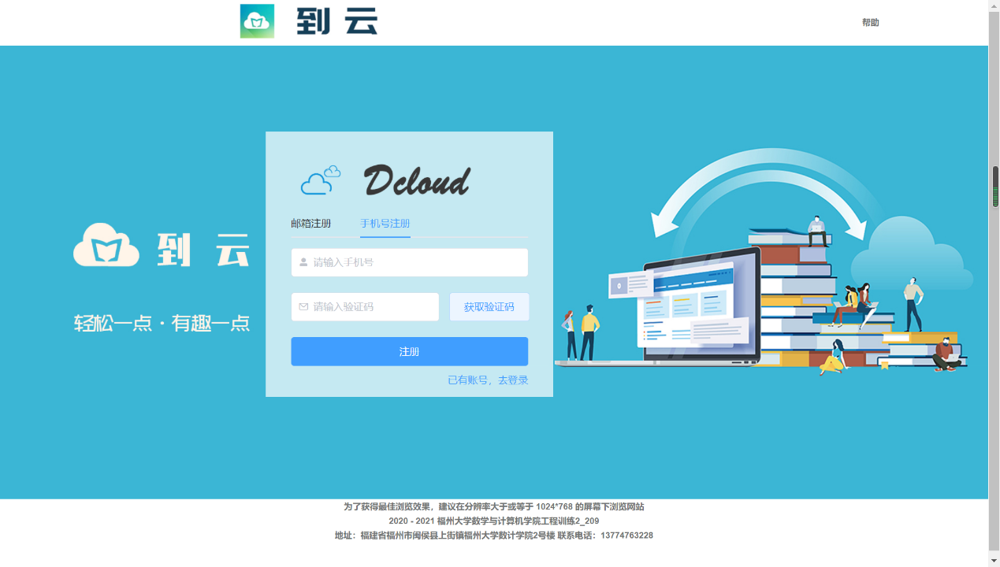 到 云
帮助
Dcloud
邮箱注册 手机号注册
请输入手机号
请输入验证码 获取验证码
注册
已有账号，去登录
到 云
轻松一点·有趣一点
为了获得最佳浏览效果，建议在分辨率大于或等于 1024*768 的屏幕下浏览网站
2020 - 2021 福州大学数学与计算机学院工程训练2_209
地址：福建省福州市闽侯县上街镇福州大学数计学院2号楼 联系电话：13774763228